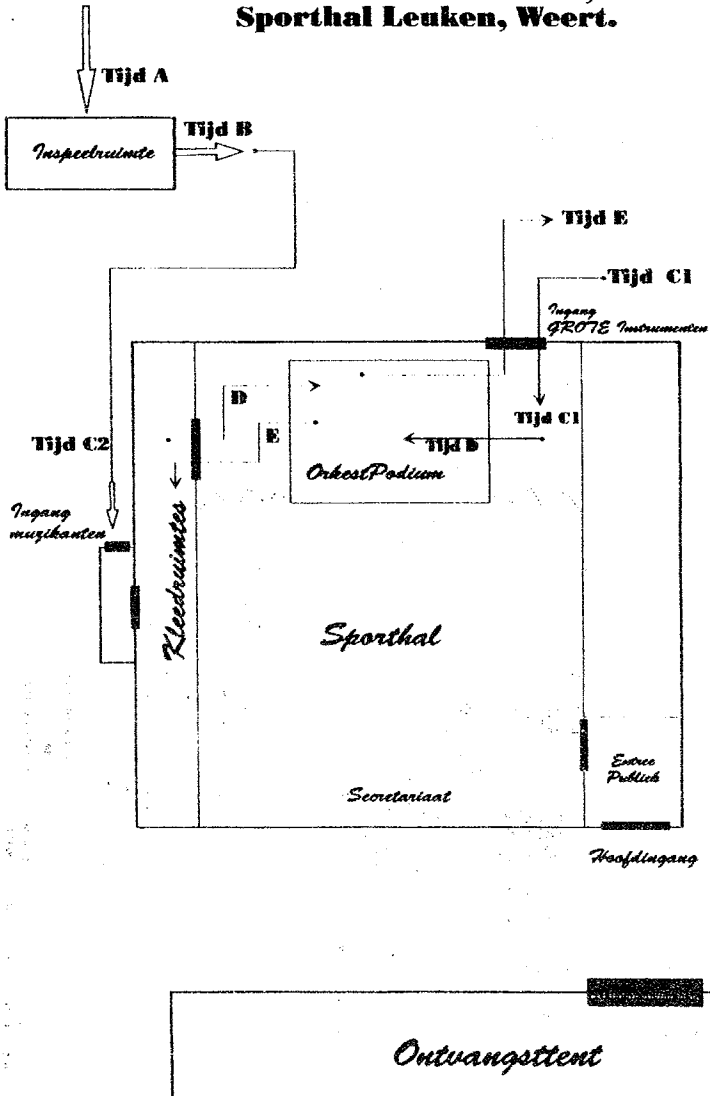 Sporthal Leuken, Weert.
Tijd A
Tijd B
Inspeelruimte
Tijd E
Tijd C1
Ingang
GROTE Instrumenten
D
E
Tijd C1
Tijd D
OrkestPodium
Tijd C2
Ingang
muzikanten
Kleedruimtes
Sporthal
Entree
Publiek
Secretariaat
Hoofdingang
Ontvangsttent